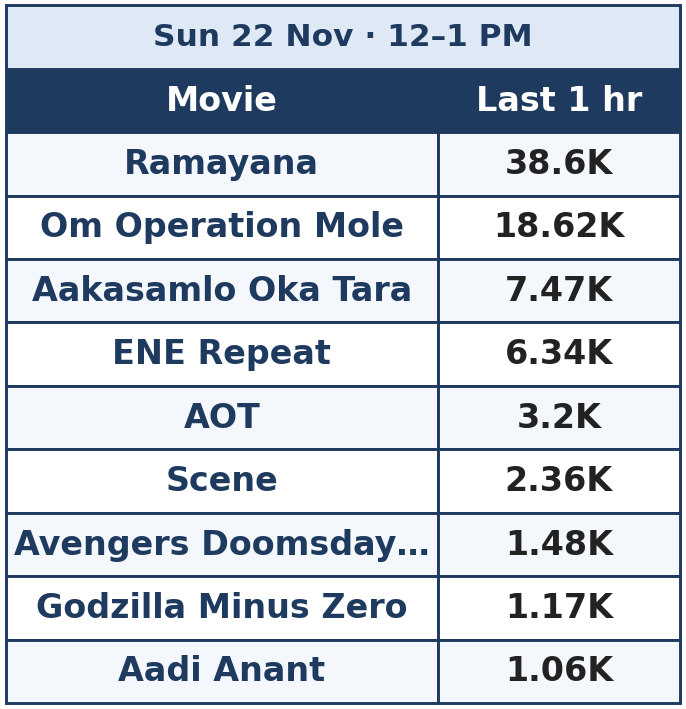 Sun 22 Nov · 12–1 PM
Movie Last 1 hr
Ramayana 38.6K
Om Operation Mole 18.62K
Aakasamlo Oka Tara 7.47K
ENE Repeat 6.34K
AOT 3.2K
Scene 2.36K
Avengers Doomsday... 1.48K
Godzilla Minus Zero 1.17K
Aadi Anant 1.06K